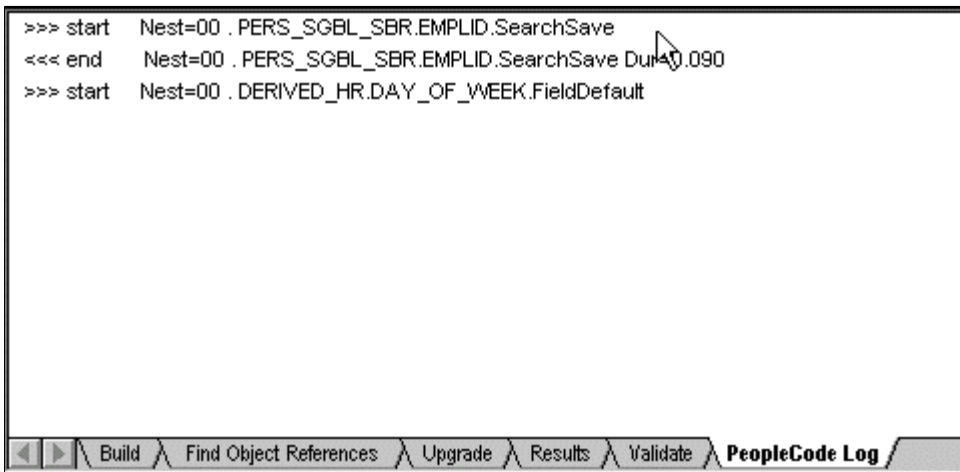 >>> start Nest=00 . PERS_SGBL_SBR.EMPLID.SearchSave
<<< end Nest=00 . PERS_SGBL_SBR.EMPLID.SearchSave
>>> start Nest=00 . DERIVED_HR.DAY_OF_WEEK.FieldDefault
Build Find Object References Upgrade Results Validate PeopleCode Log